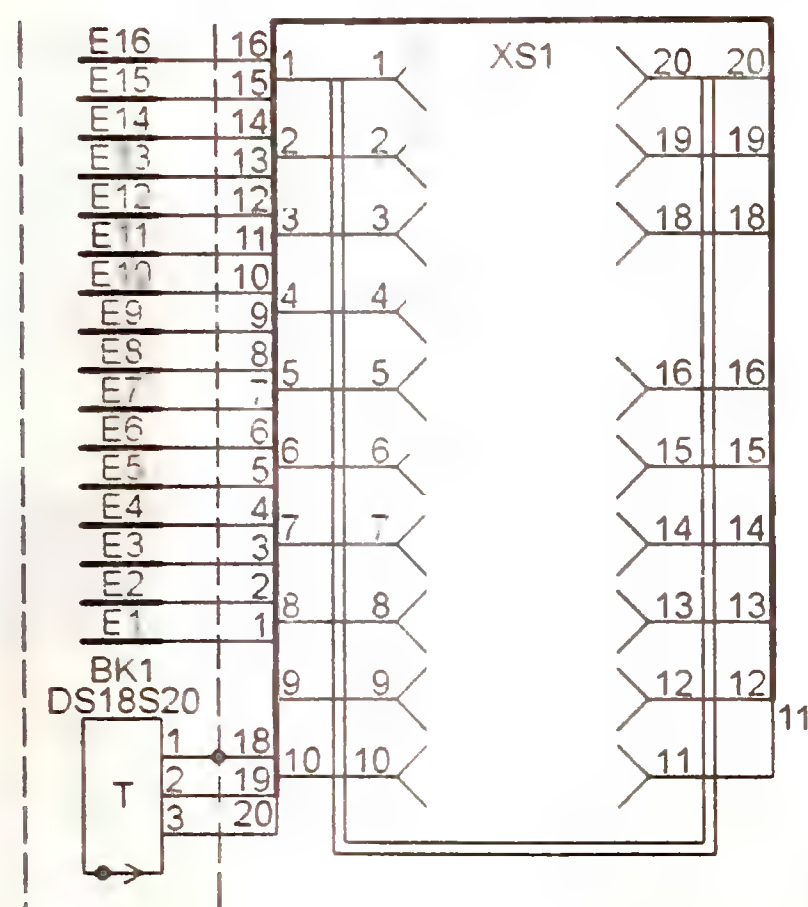 E16 16
E15 15
E14 14
E13 13
E12 12
E11 11
E10 10
E9 9
E8 8
E7 7
E6 6
E5 5
E4 4
E3 3
E2 2
E1 1
BK1
DS18S20
T
1 18
2 19
3 20
XS1
1 1 20 20
2 2 19 19
3 3 18 18
4 4
5 5 16 16
6 6 15 15
7 7 14 14
8 8 13 13
9 9 12 12
11
10 10 11